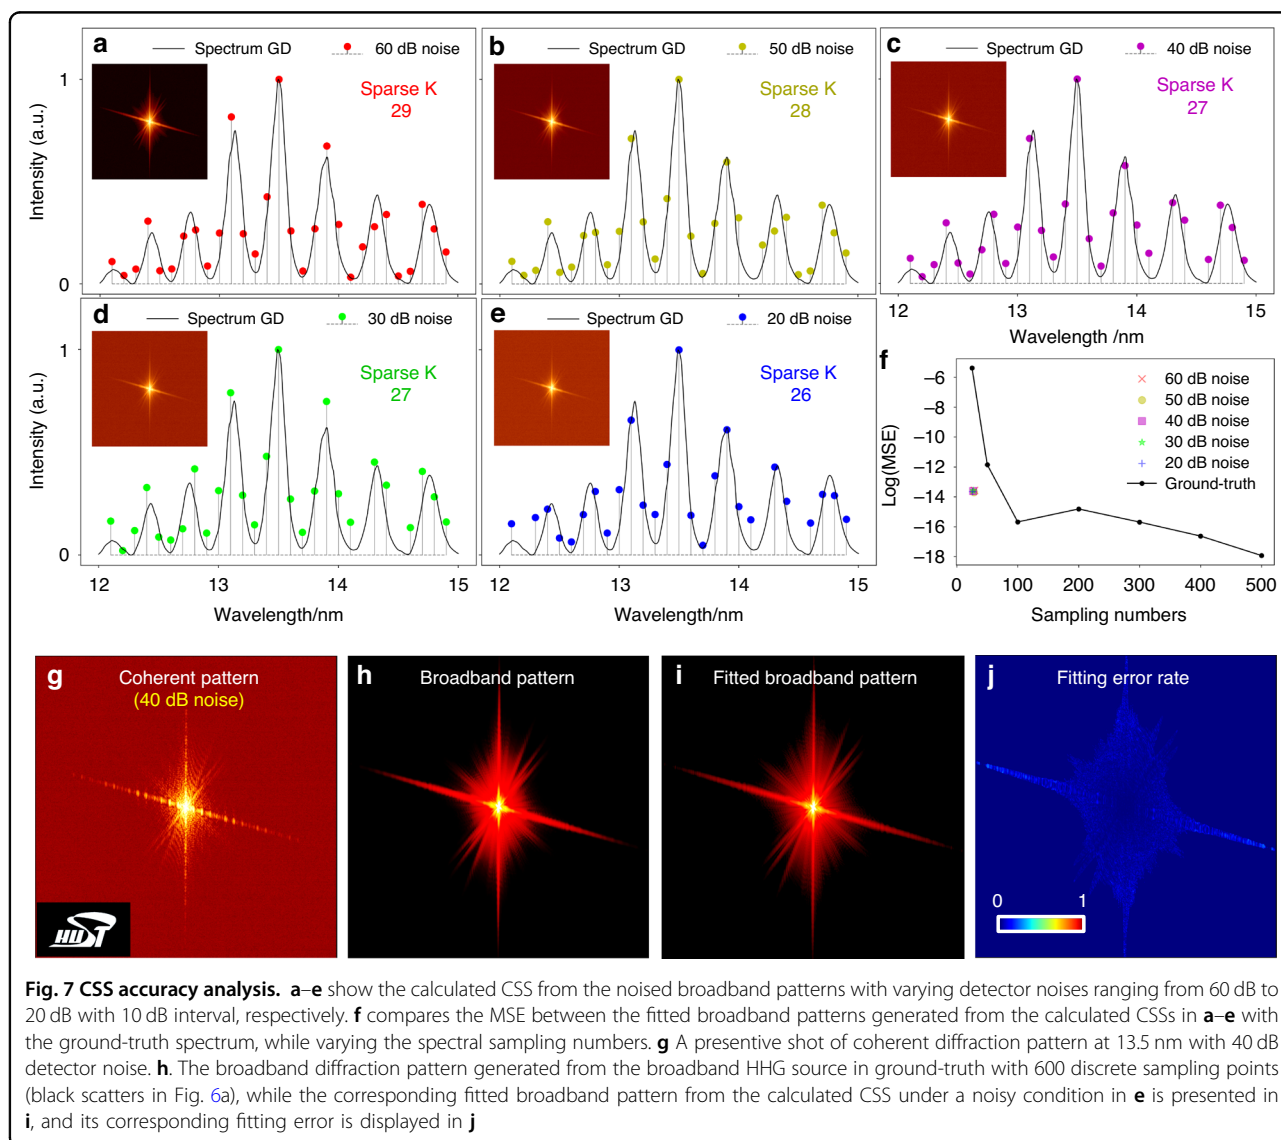 a
Spectrum GD
60 dB noise
Sparse K
29
1
0
Intensity (a.u.)
b
Spectrum GD
50 dB noise
Sparse K
28
c
Spectrum GD
40 dB noise
Sparse K
27
12 13 14 15
Wavelength /nm
d
Spectrum GD
30 dB noise
Sparse K
27
1
0
Intensity (a.u.)
12 13 14 15
Wavelength/nm
e
Spectrum GD
20 dB noise
Sparse K
26
12 13 14 15
Wavelength/nm
f
60 dB noise
50 dB noise
40 dB noise
30 dB noise
20 dB noise
Ground-truth
−6
−8
−10
−12
−14
−16
−18
Log(MSE)
0 100 200 300 400 500
Sampling numbers
g
Coherent pattern
(40 dB noise)
HUST
h
Broadband pattern
i
Fitted broadband pattern
j
Fitting error rate
0 1
Fig. 7 CSS accuracy analysis. a–e show the calculated CSS from the noised broadband patterns with varying detector noises ranging from 60 dB to
20 dB with 10 dB interval, respectively. f compares the MSE between the fitted broadband patterns generated from the calculated CSSs in a–e with
the ground-truth spectrum, while varying the spectral sampling numbers. g A presentive shot of coherent diffraction pattern at 13.5 nm with 40 dB
detector noise. h. The broadband diffraction pattern generated from the broadband HHG source in ground-truth with 600 discrete sampling points
(black scatters in Fig. 6a), while the corresponding fitted broadband pattern from the calculated CSS under a noisy condition in e is presented in
i, and its corresponding fitting error is displayed in j